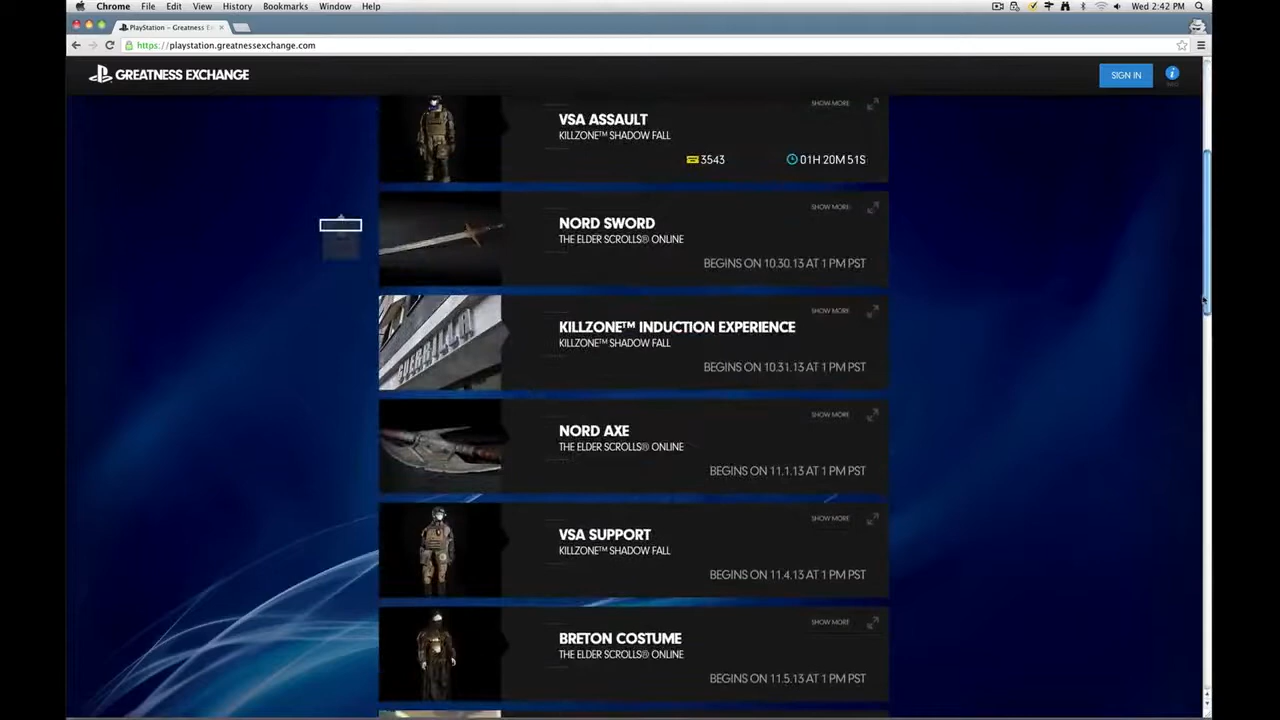 Chrome File Edit View History Bookmarks Window Help Wed 2:42 PM
PlayStation – Greatness E
https://playstation.greatnessexchange.com
GREATNESS EXCHANGE SIGN IN i
SHOW MORE
VSA ASSAULT
KILLZONE™ SHADOW FALL
3543 01H 20M 51S
SHOW MORE
NORD SWORD
THE ELDER SCROLLS® ONLINE
BEGINS ON 10.30.13 AT 1 PM PST
SHOW MORE
KILLZONE™ INDUCTION EXPERIENCE
KILLZONE™ SHADOW FALL
GUERRILLA
BEGINS ON 10.31.13 AT 1 PM PST
SHOW MORE
NORD AXE
THE ELDER SCROLLS® ONLINE
BEGINS ON 11.1.13 AT 1 PM PST
SHOW MORE
VSA SUPPORT
KILLZONE™ SHADOW FALL
BEGINS ON 11.4.13 AT 1 PM PST
SHOW MORE
BRETON COSTUME
THE ELDER SCROLLS® ONLINE
BEGINS ON 11.5.13 AT 1 PM PST